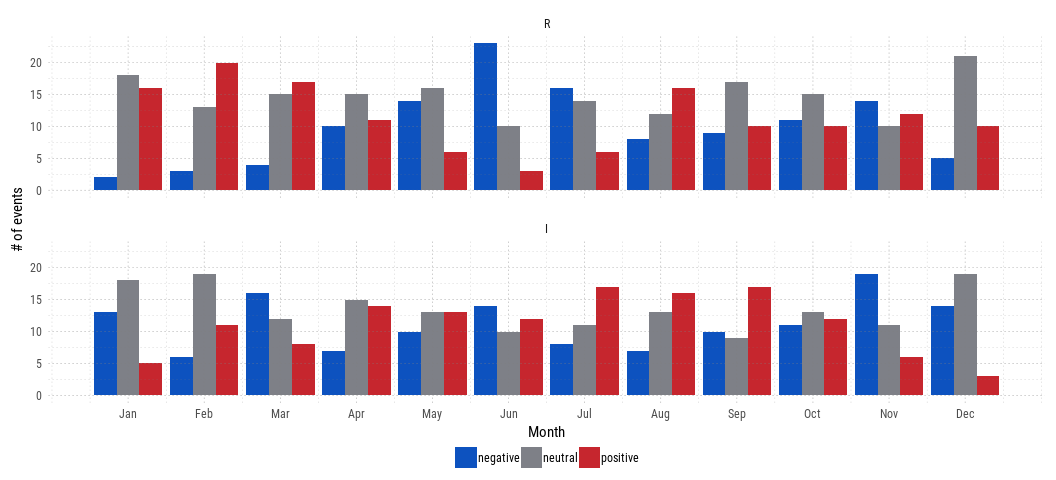 R
20
15
10
5
0
# of events
I
20
15
10
5
0
Jan Feb Mar Apr May Jun Jul Aug Sep Oct Nov Dec
Month
negative neutral positive